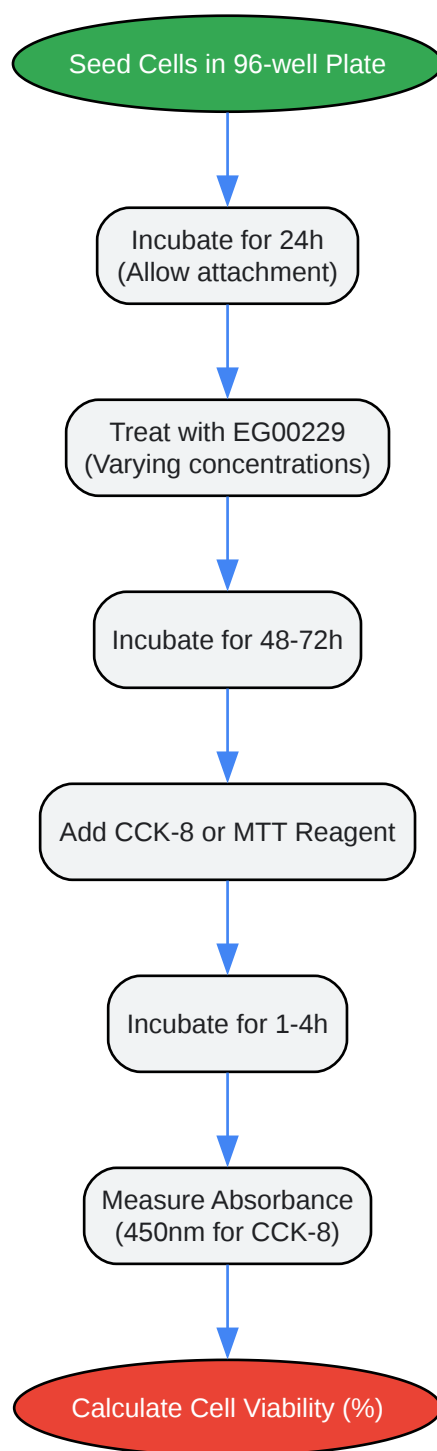 Seed Cells in 96-well Plate
Incubate for 24h
(Allow attachment)
Treat with EG00229
(Varying concentrations)
Incubate for 48-72h
Add CCK-8 or MTT Reagent
Incubate for 1-4h
Measure Absorbance
(450nm for CCK-8)
Calculate Cell Viability (%)